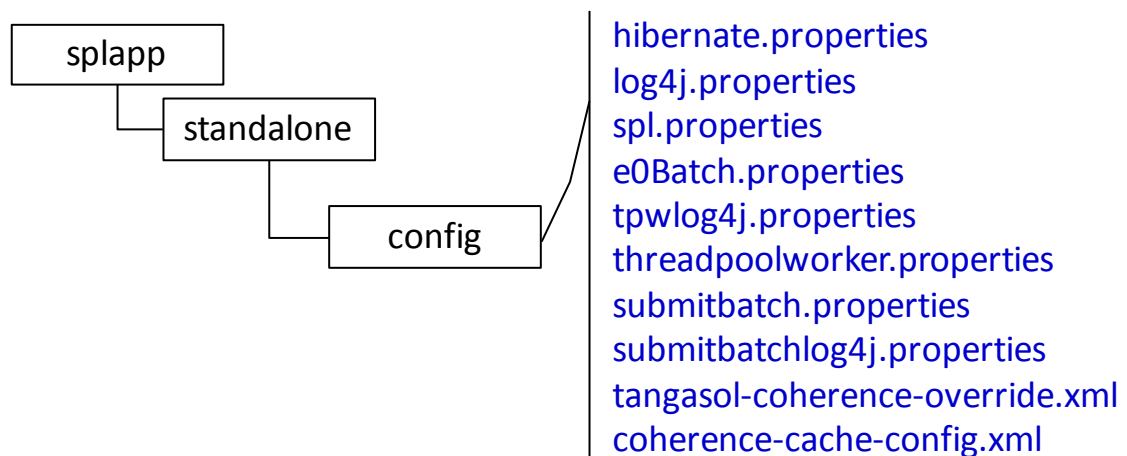 splapp
standalone
config
hibernate.properties
log4j.properties
spl.properties
e0Batch.properties
tpwlog4j.properties
threadpoolworker.properties
submitbatch.properties
submitbatchlog4j.properties
tangasol-coherence-override.xml
coherence-cache-config.xml